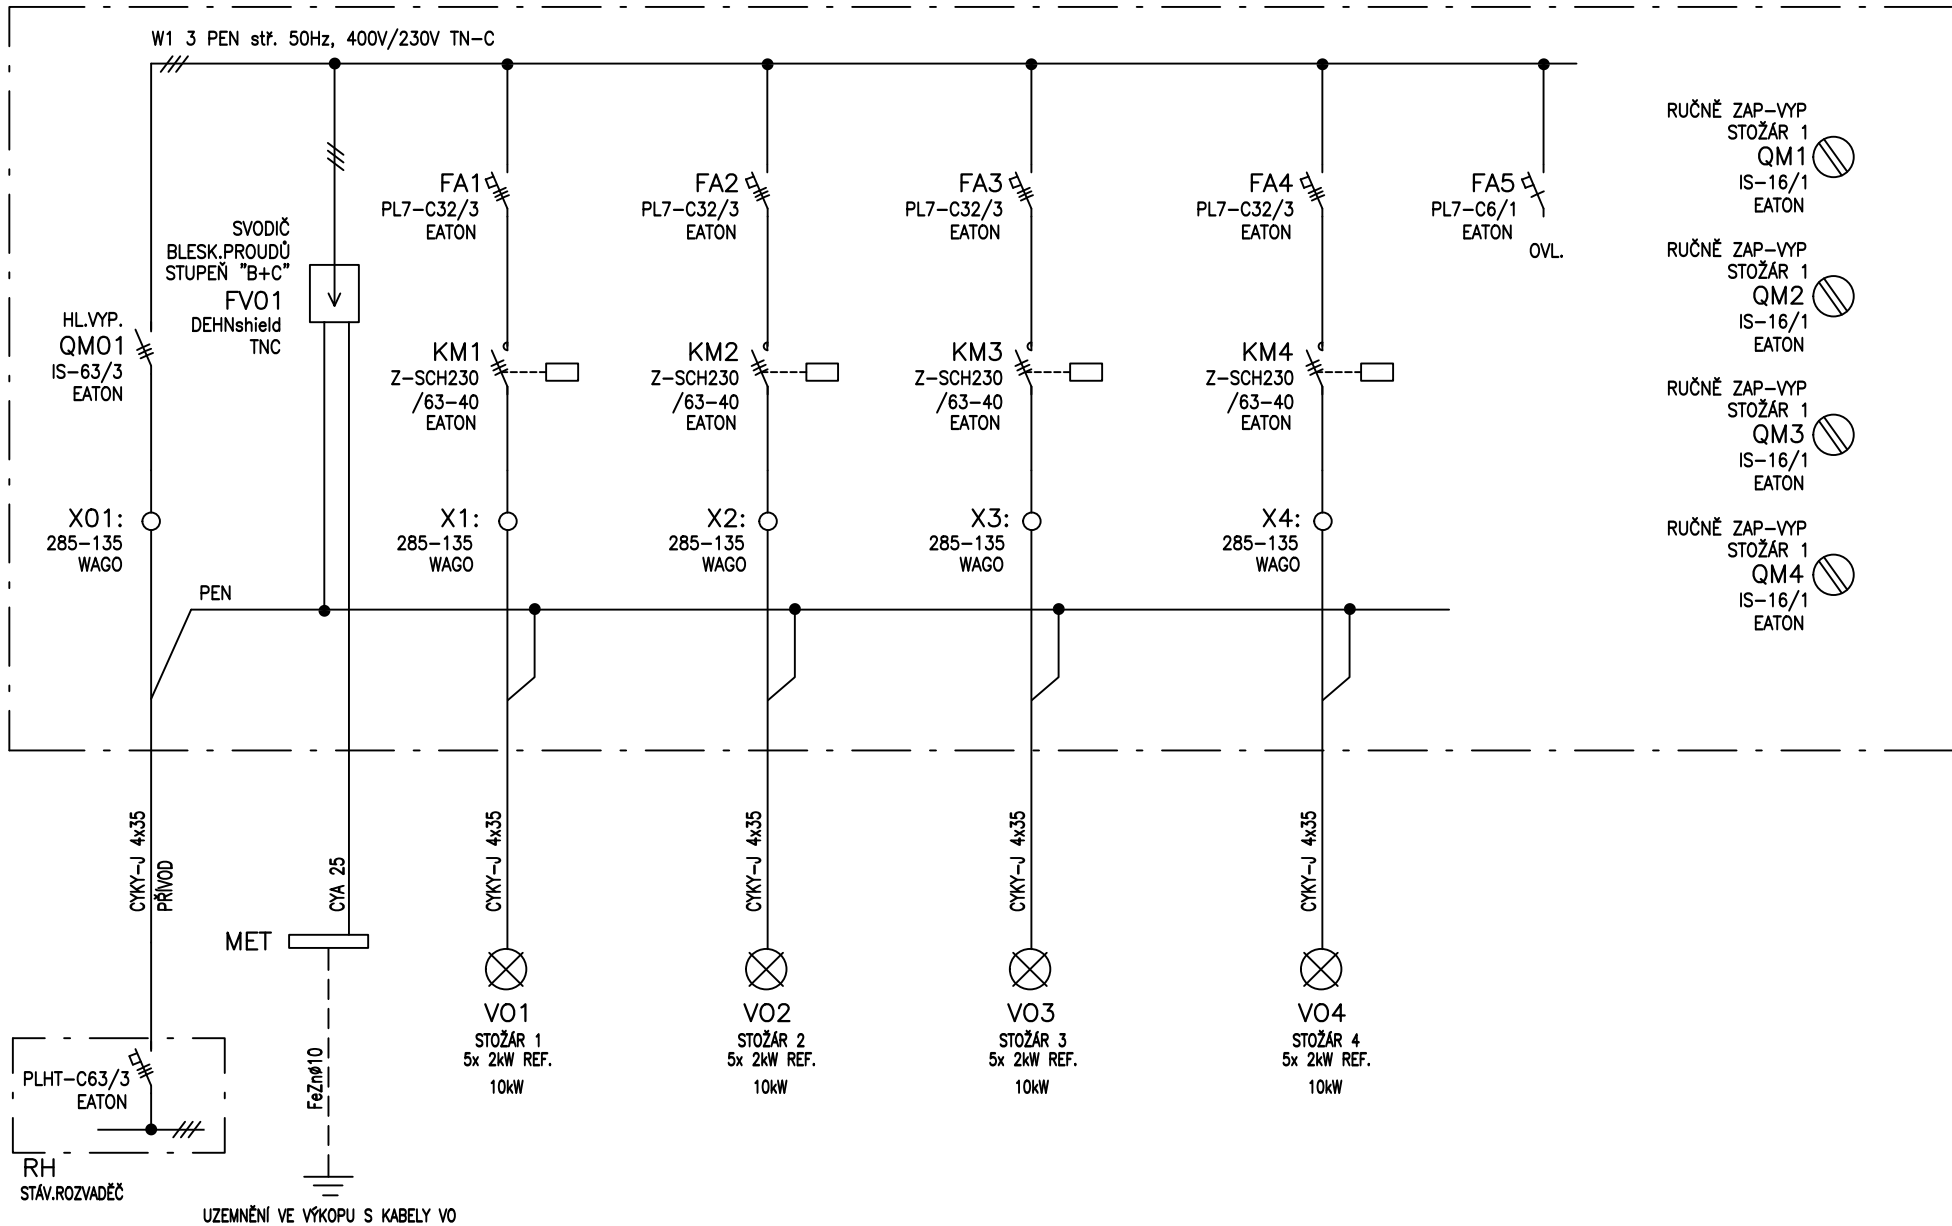 W1 3 PEN stř. 50Hz, 400V/230V TN-C
HL.VYP.
QM01
IS-63/3
EATON
SVODIČ
BLESK.PROUDŮ
STUPEŇ "B+C"
FV01
DEHNshield
TNC
FA1
PL7-C32/3
EATON
FA2
PL7-C32/3
EATON
FA3
PL7-C32/3
EATON
FA4
PL7-C32/3
EATON
FA5
PL7-C6/1
EATON
OVL.
KM1
Z-SCH230
/63-40
EATON
KM2
Z-SCH230
/63-40
EATON
KM3
Z-SCH230
/63-40
EATON
KM4
Z-SCH230
/63-40
EATON
RUČNĚ ZAP-VYP
STOŽÁR 1
QM1
IS-16/1
EATON
RUČNĚ ZAP-VYP
STOŽÁR 1
QM2
IS-16/1
EATON
RUČNĚ ZAP-VYP
STOŽÁR 1
QM3
IS-16/1
EATON
RUČNĚ ZAP-VYP
STOŽÁR 1
QM4
IS-16/1
EATON
X01:
285-135
WAGO
X1:
285-135
WAGO
X2:
285-135
WAGO
X3:
285-135
WAGO
X4:
285-135
WAGO
PEN
CYKY-J 4x35
PŘÍVOD
CYA 25
CYKY-J 4x35
CYKY-J 4x35
CYKY-J 4x35
CYKY-J 4x35
MET
FeZnø10
VO1
STOŽÁR 1
5x 2kW REF.
10kW
VO2
STOŽÁR 2
5x 2kW REF.
10kW
VO3
STOŽÁR 3
5x 2kW REF.
10kW
VO4
STOŽÁR 4
5x 2kW REF.
10kW
PLHT-C63/3
EATON
RH
STÁV.ROZVADĚČ
UZEMNĚNÍ VE VÝKOPU S KABELY VO